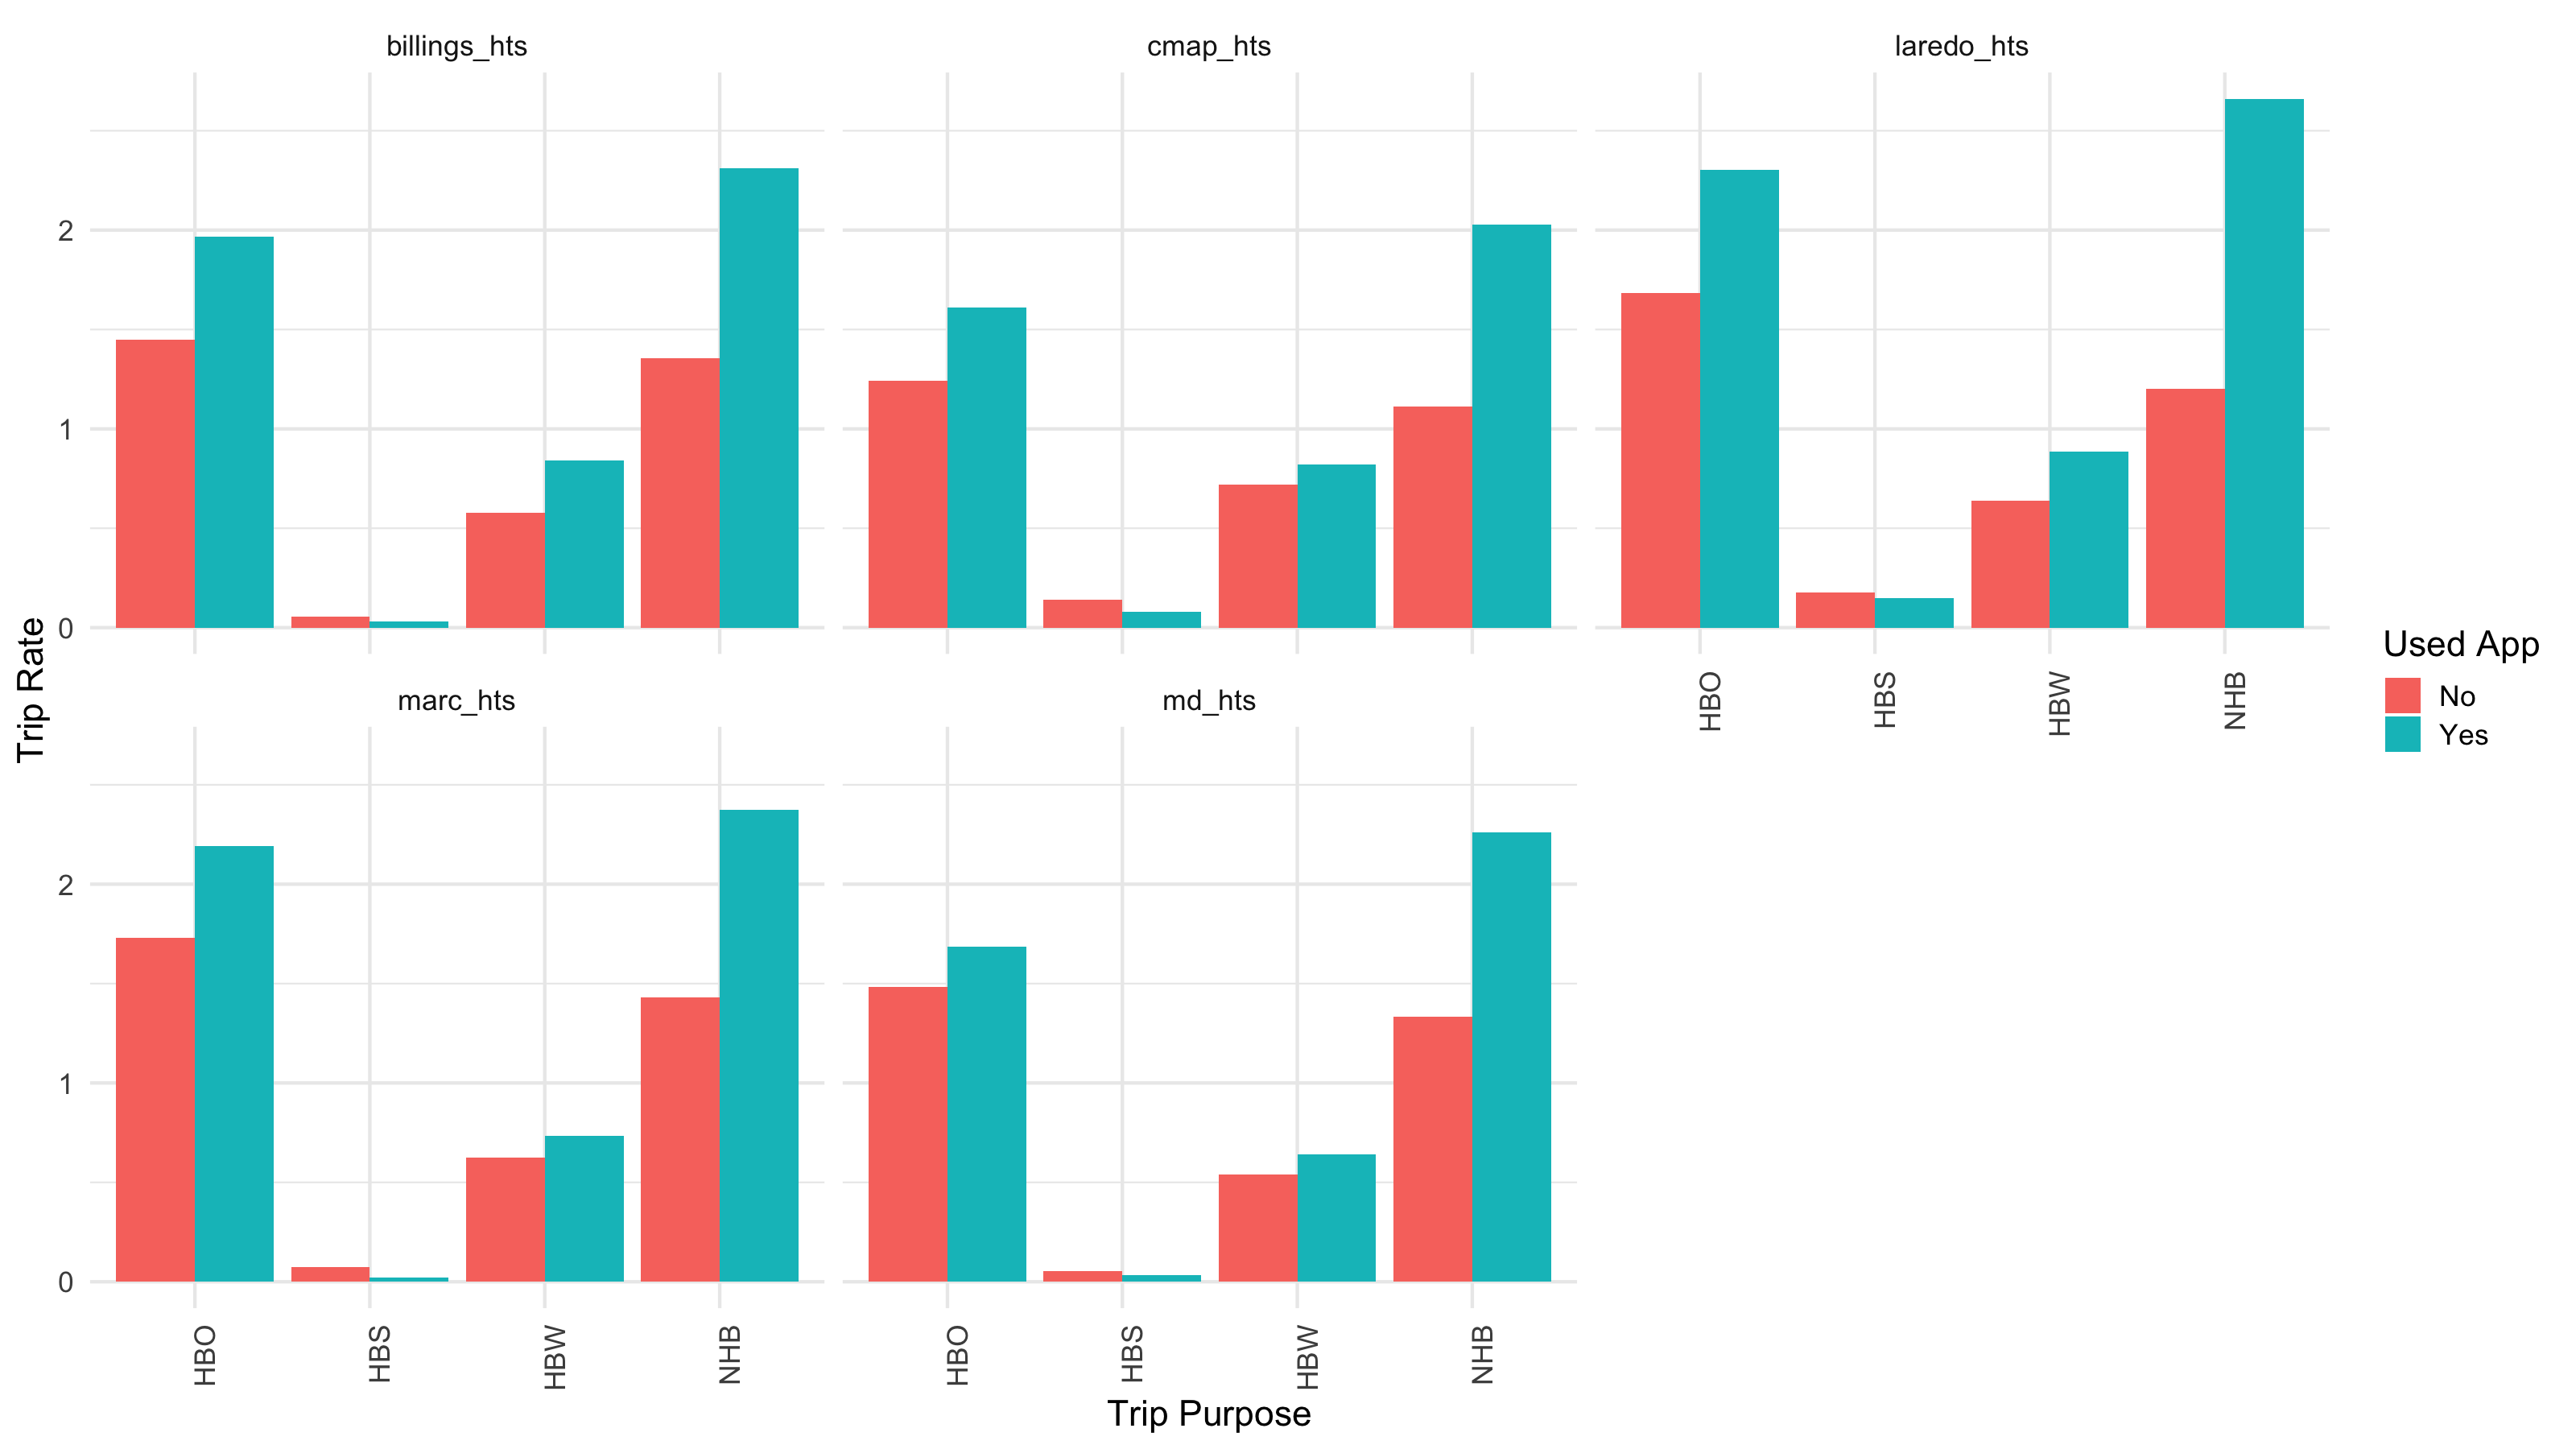 billings_hts
cmap_hts
laredo_hts
2
1
0
HBO
HBS
HBW
NHB
marc_hts
md_hts
2
1
0
HBO
HBS
HBW
NHB
HBO
HBS
HBW
NHB
Trip Purpose
Trip Rate
Used App
No
Yes